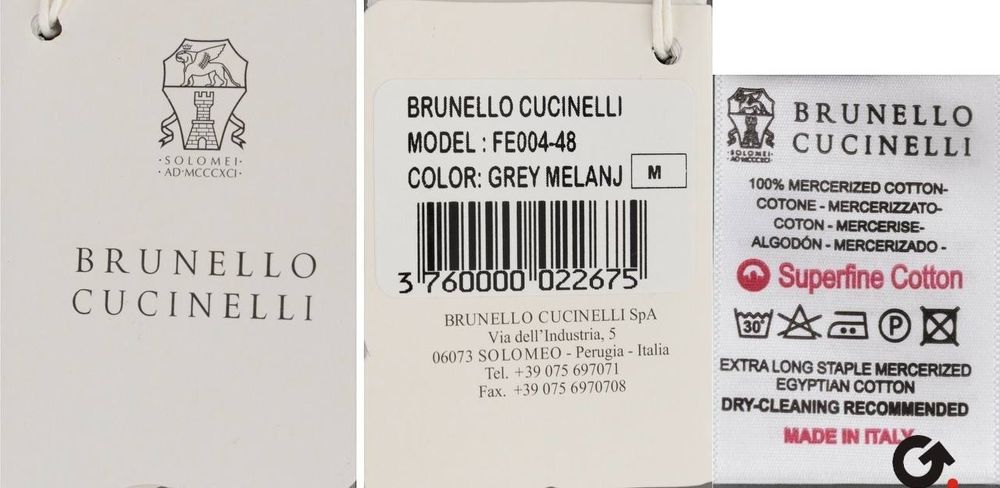 ·SOLOMEI·
·AD·MCCCXCI·
BRUNELLO
CUCINELLI
BRUNELLO CUCINELLI
MODEL : FE004-48
COLOR: GREY MELANJ
M
3 760000 022675
BRUNELLO CUCINELLI SpA
Via dell'Industria, 5
06073 SOLOMEO - Perugia - Italia
Tel. +39 075 697071
Fax. +39 075 6970708
·SOLOMEI·
AD·MCCCXCI·
BRUNELLO
CUCINELLI
100% MERCERIZED COTTON-
COTONE - MERCERIZZATO-
COTON - MERCERISE-
ALGODÓN - MERCERIZADO -
Superfine Cotton
30°
P
EXTRA LONG STAPLE MERCERIZED
EGYPTIAN COTTON
DRY-CLEANING RECOMMENDED
MADE IN ITALY